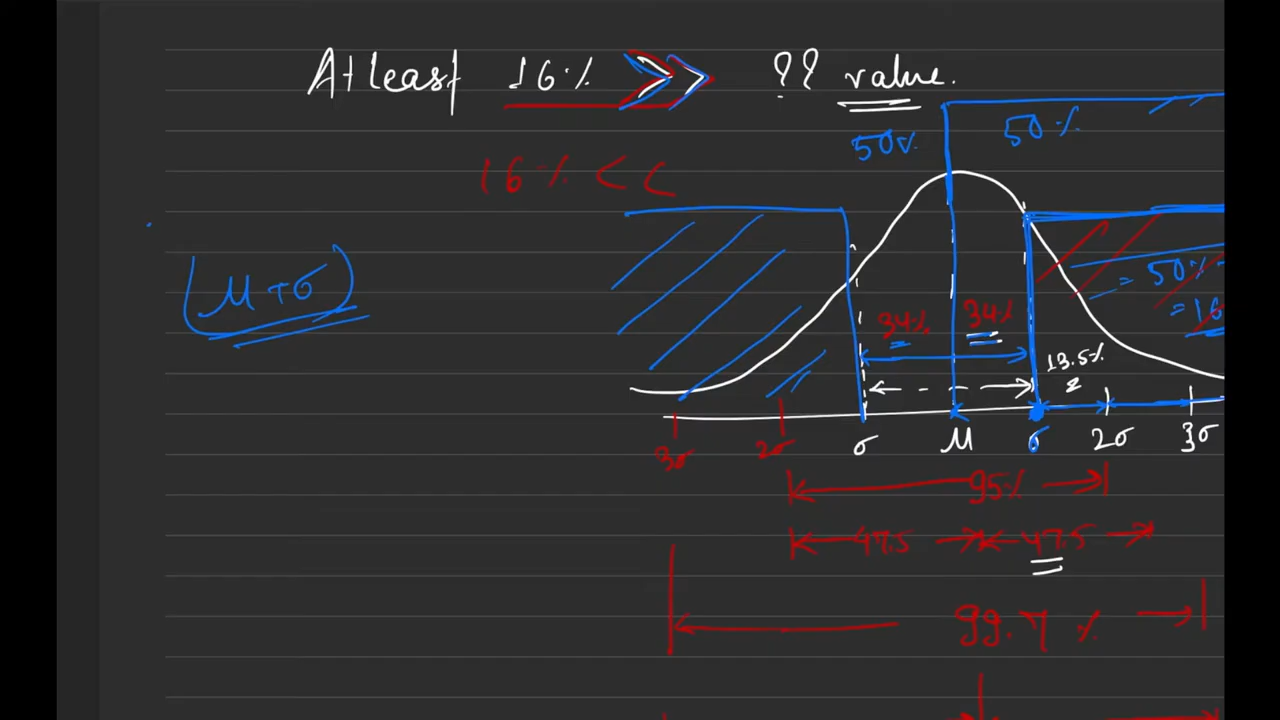 Atleast 16% >> ?? value.
50% 50%
16% <<
μ+σ
= 50% -
34% 34%
= 16
13.5%
3σ 2σ σ μ σ 2σ 3σ
95%
47.5 47.5
99.7 %